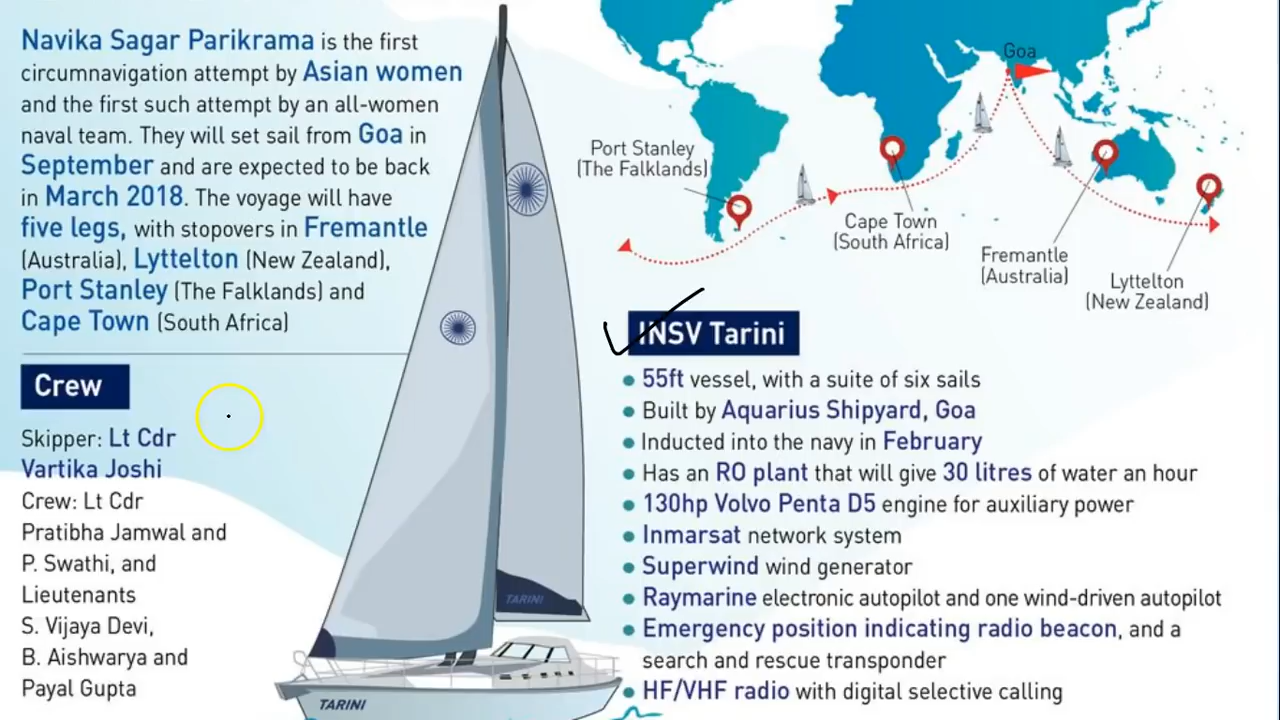 Navika Sagar Parikrama is the first
circumnavigation attempt by Asian women
and the first such attempt by an all-women
naval team. They will set sail from Goa in
September and are expected to be back
in March 2018. The voyage will have
five legs, with stopovers in Fremantle
(Australia), Lyttelton (New Zealand),
Port Stanley (The Falklands) and
Cape Town (South Africa)
Crew
Skipper: Lt Cdr
Vartika Joshi
Crew: Lt Cdr
Pratibha Jamwal and
P. Swathi, and
Lieutenants
S. Vijaya Devi,
B. Aishwarya and
Payal Gupta
TARINI
TARINI
Goa
Port Stanley
(The Falklands)
Cape Town
(South Africa)
Fremantle
(Australia)
Lyttelton
(New Zealand)
INSV Tarini
55ft vessel, with a suite of six sails
Built by Aquarius Shipyard, Goa
Inducted into the navy in February
Has an RO plant that will give 30 litres of water an hour
130hp Volvo Penta D5 engine for auxiliary power
Inmarsat network system
Superwind wind generator
Raymarine electronic autopilot and one wind-driven autopilot
Emergency position indicating radio beacon, and a
search and rescue transponder
HF/VHF radio with digital selective calling